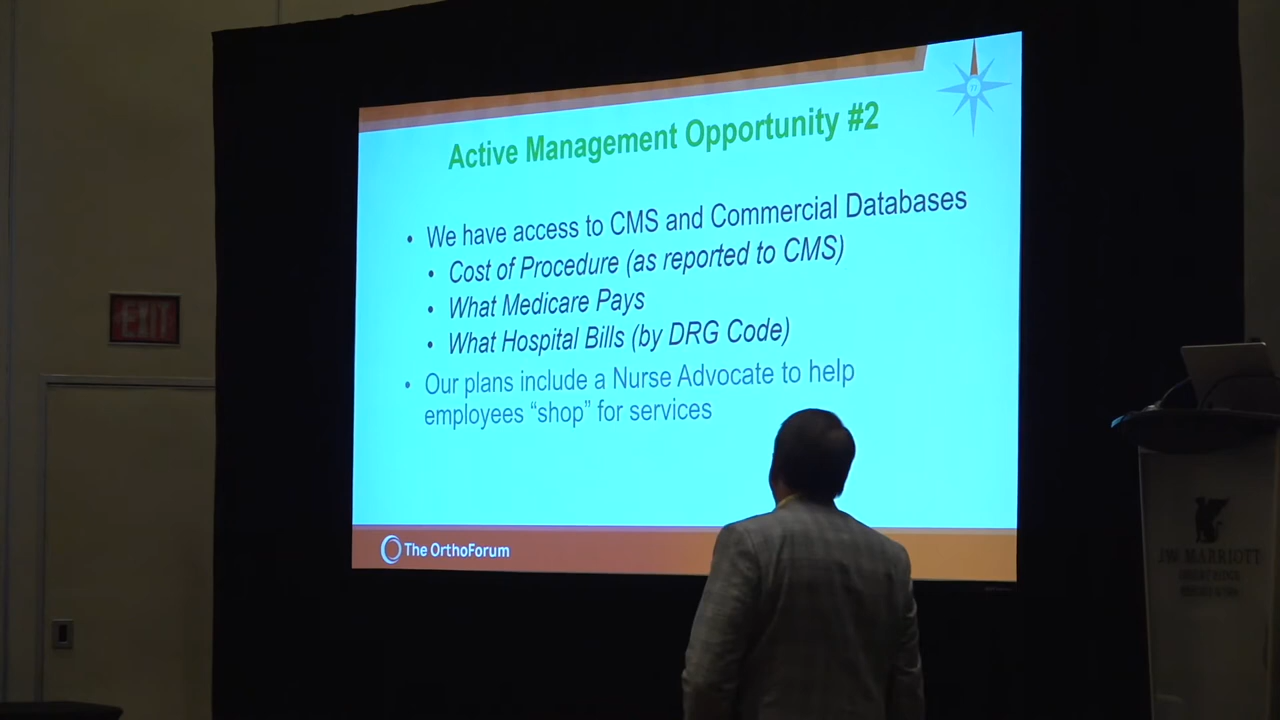 Active Management Opportunity #2
• We have access to CMS and Commercial Databases
• Cost of Procedure (as reported to CMS)
• What Medicare Pays
• What Hospital Bills (by DRG Code)
• Our plans include a Nurse Advocate to help
employees “shop” for services
The OrthoForum
EXIT
JW MARRIOTT